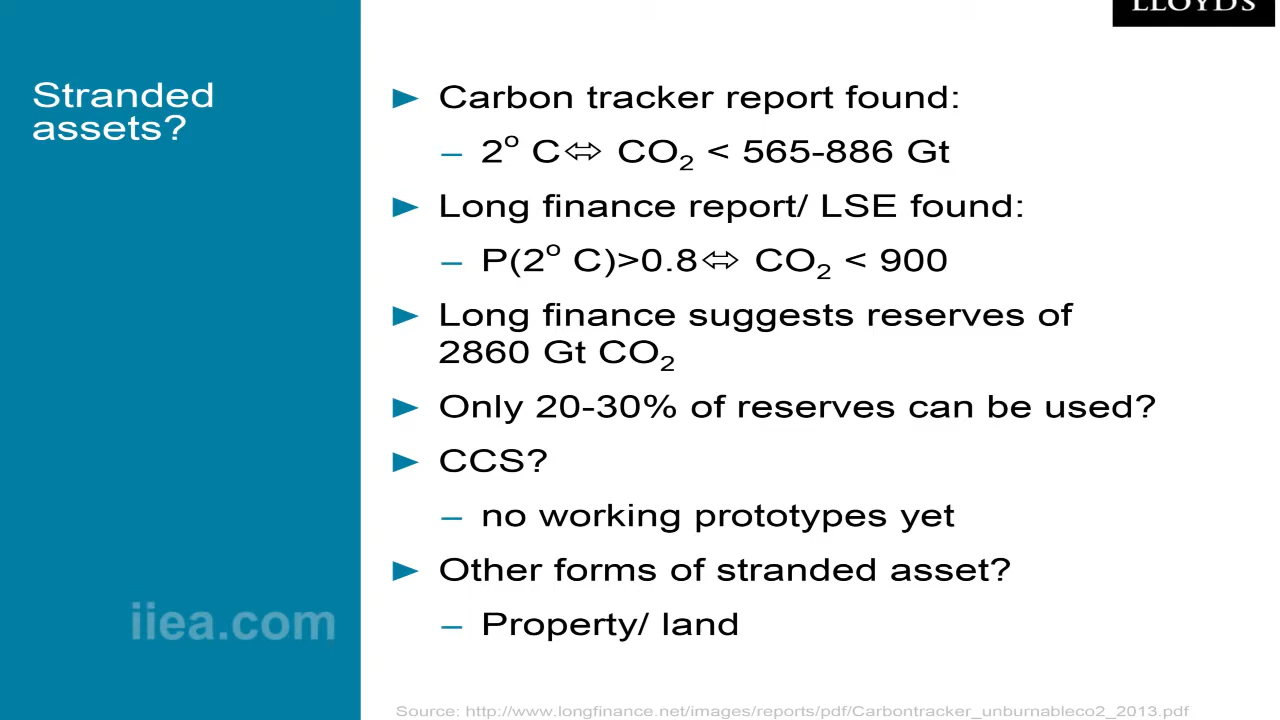 LLOYD'S
Stranded
assets?
► Carbon tracker report found:
– 2° C⇔ CO₂ < 565-886 Gt
► Long finance report/ LSE found:
– P(2° C)>0.8⇔ CO₂ < 900
► Long finance suggests reserves of
2860 Gt CO₂
► Only 20-30% of reserves can be used?
► CCS?
– no working prototypes yet
► Other forms of stranded asset?
– Property/ land
iiea.com
Source: http://www.longfinance.net/images/reports/pdf/Carbontracker_unburnableco2_2013.pdf